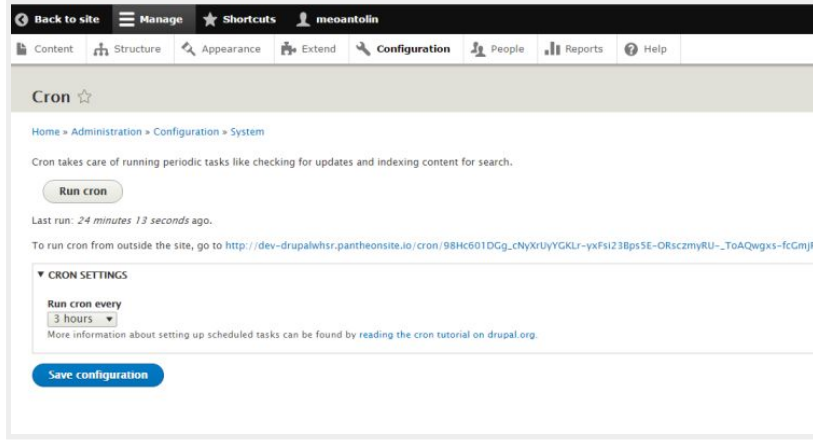 Back to site Manage Shortcuts meoantolin
Content Structure Appearance Extend Configuration People Reports Help
Cron
Home » Administration » Configuration » System
Cron takes care of running periodic tasks like checking for updates and indexing content for search.
Run cron
Last run: 24 minutes 13 seconds ago.
To run cron from outside the site, go to http://dev-drupalwhsr.pantheonsite.io/cron/98Hc601DGg_cNyXrUyYGKLr-yxFsi23BpsSE-ORsczmyRU-_ToAQwgxs-fcGmjF
▼ CRON SETTINGS
Run cron every
3 hours ▼
More information about setting up scheduled tasks can be found by reading the cron tutorial on drupal.org.
Save configuration